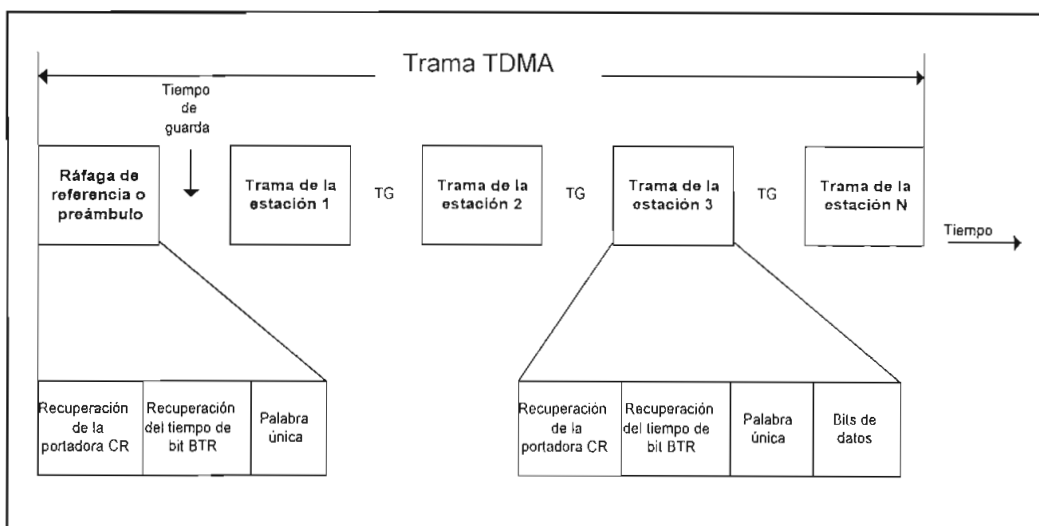 Trama TDMA
Tiempo
de
guarda
Ráfaga de
referencia o
preámbulo
Trama de la
estación 1
TG
Trama de la
estación 2
TG
Trama de la
estación 3
TG
Trama de la
estación N
Tiempo
Recuperación
de la
portadora CR
Recuperación
del tiempo de
bit BTR
Palabra
única
Recuperación
de la
portadora CR
Recuperación
del tiempo de
bit BTR
Palabra
única
Bits de
datos